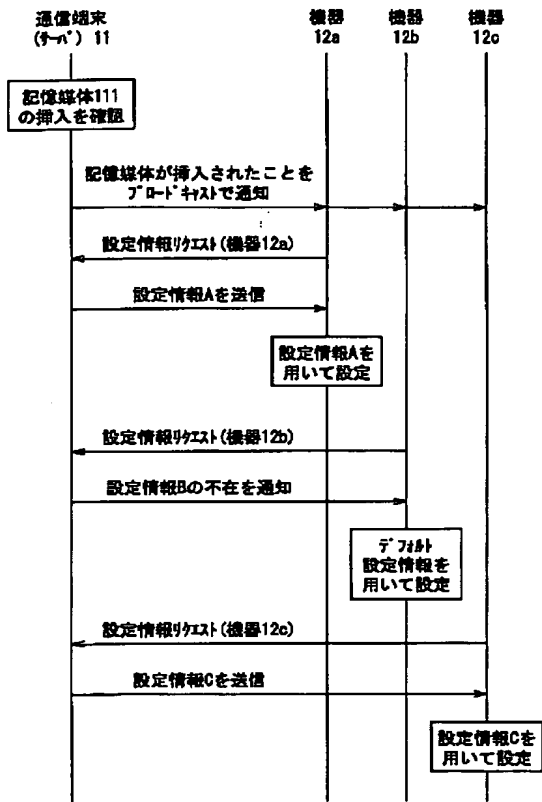 通信端末
(ｻｰﾊﾞ) 11
機器
12a
機器
12b
機器
12c
記憶媒体111
の挿入を確認
記憶媒体が挿入されたことを
ﾌﾞﾛｰﾄﾞｷｬｽﾄで通知
設定情報ﾘｸｴｽﾄ(機器12a)
設定情報Aを送信
設定情報Aを
用いて設定
設定情報ﾘｸｴｽﾄ(機器12b)
設定情報Bの不在を通知
ﾃﾞﾌｫﾙﾄ
設定情報を
用いて設定
設定情報ﾘｸｴｽﾄ(機器12c)
設定情報Cを送信
設定情報Cを
用いて設定